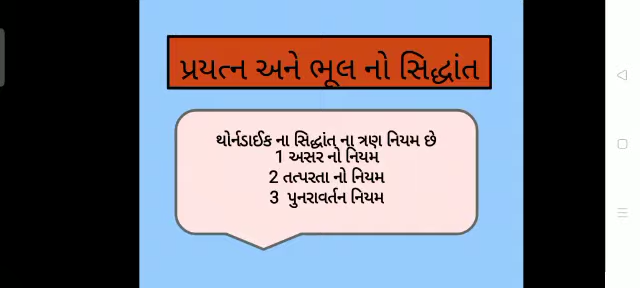 પ્રયત્ન અને ભૂલ નો સિદ્ધાંત
થોર્નડાઈક ના સિદ્ધાંત ના ત્રણ નિયમ છે
1 અસર નો નિયમ
2 તત્પરતા નો નિયમ
3 પુનરાવર્તન નિયમ